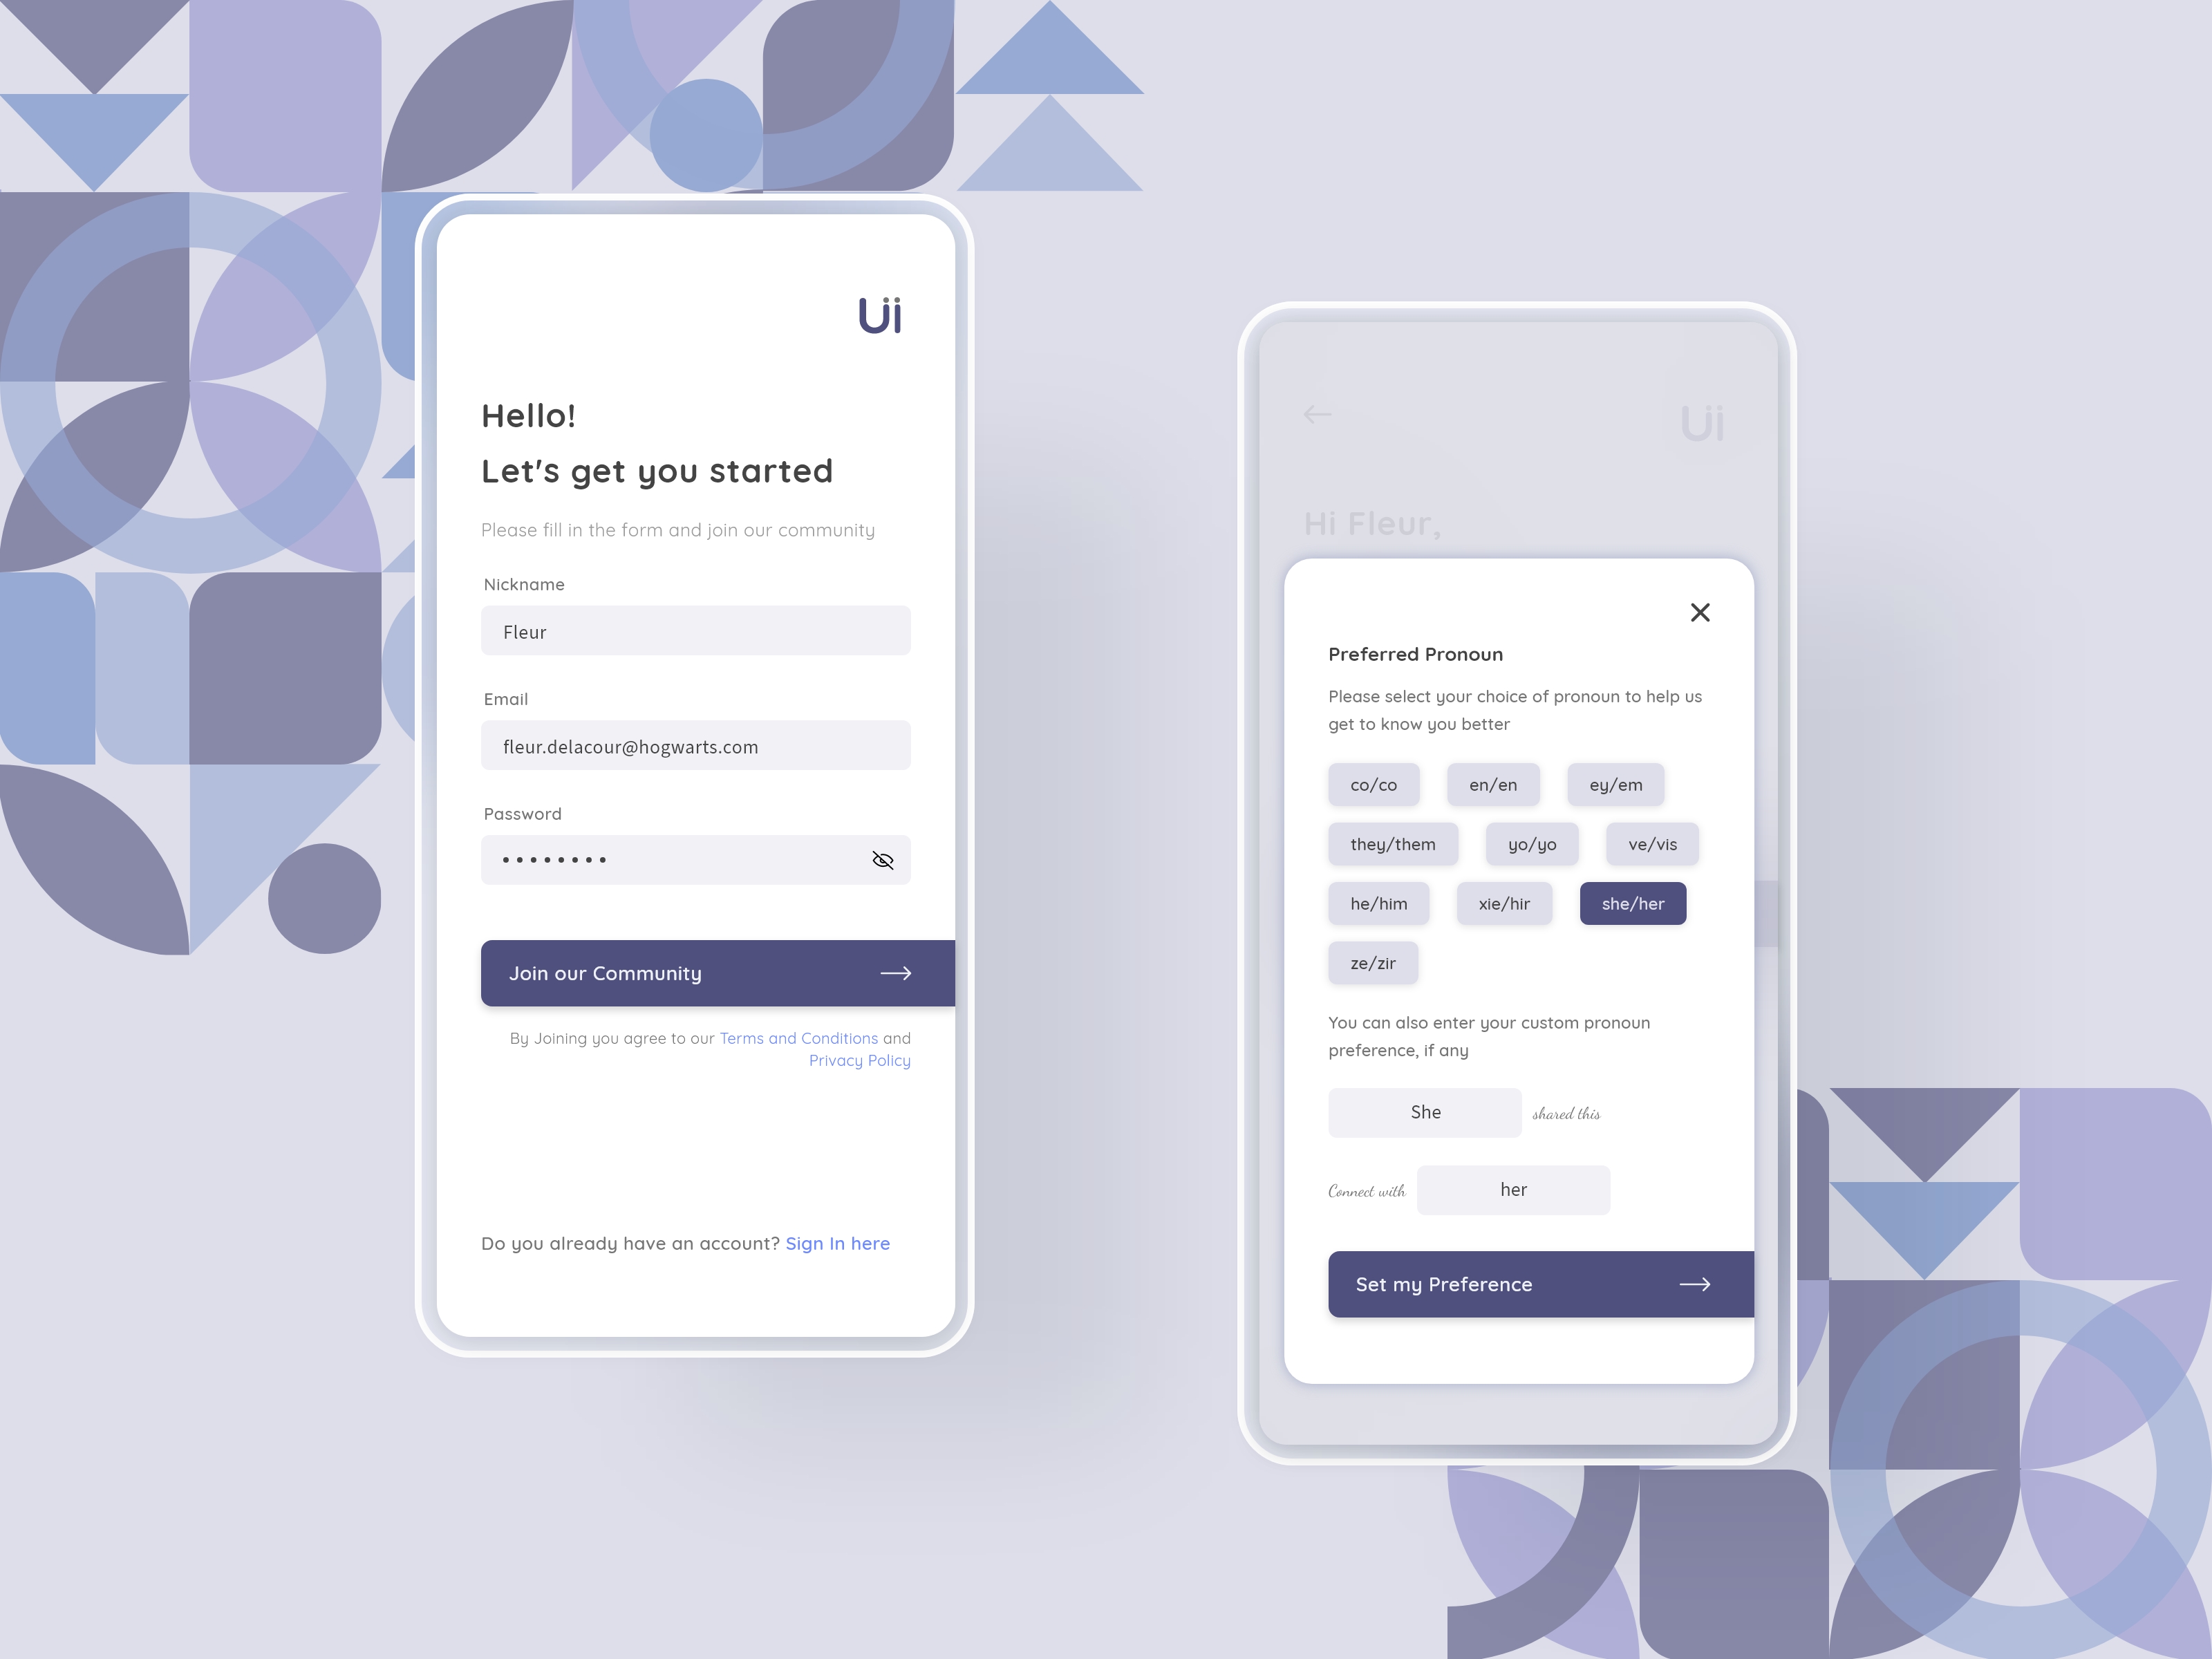 Uii
Hello!
Let's get you started
Please fill in the form and join our community
Nickname
Fleur
Email
fleur.delacour@hogwarts.com
Password
Join our Community
By Joining you agree to our Terms and Conditions and
Privacy Policy
Do you already have an account? Sign In here
Uii
Hi Fleur,
Preferred Pronoun
Please select your choice of pronoun to help us
get to know you better
co/co en/en ey/em
they/them yo/yo ve/vis
he/him xie/hir she/her
ze/zir
You can also enter your custom pronoun
preference, if any
She shared this
Connect with her
Set my Preference